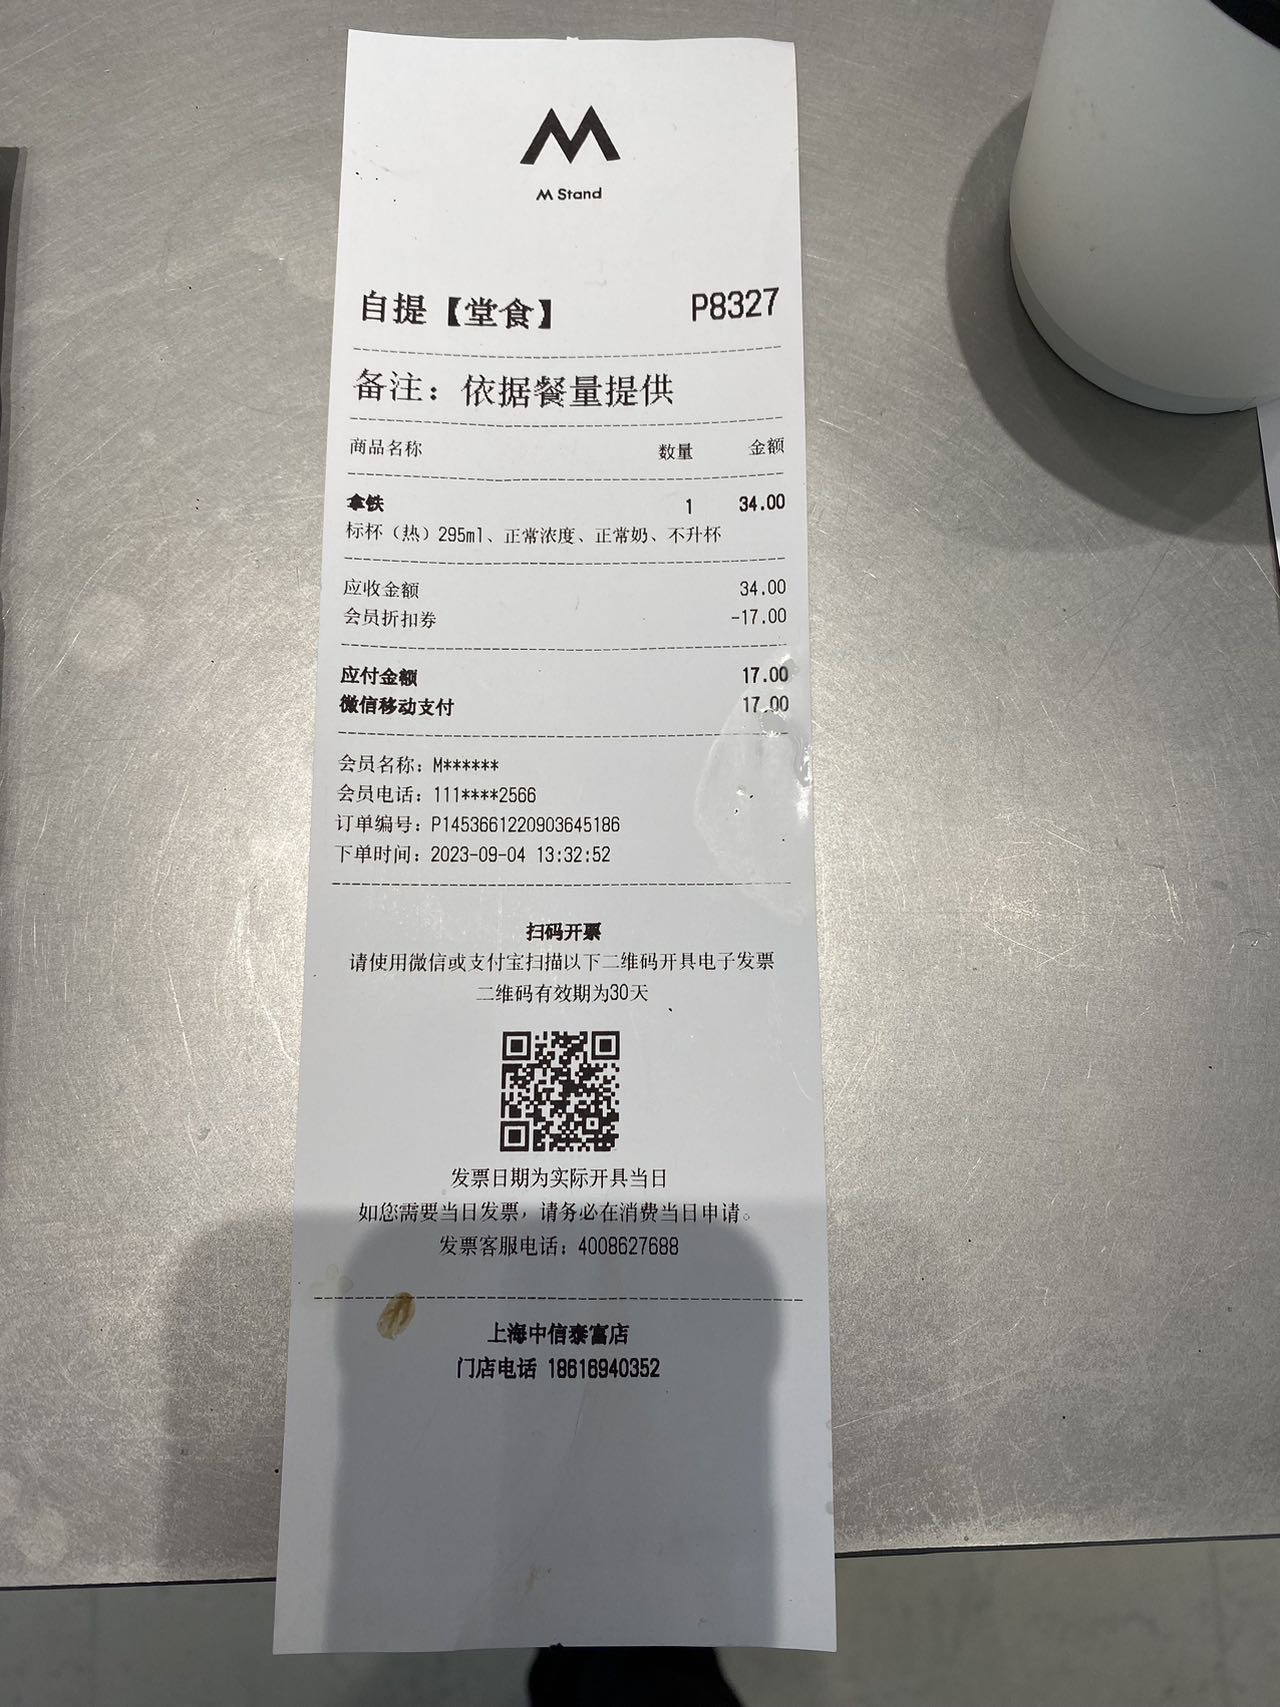 M Stand
自提【堂食】 P8327
备注：依据餐量提供
商品名称 数量 金额
拿铁 1 34.00
标杯（热）295ml、正常浓度、正常奶、不升杯
应收金额 34.00
会员折扣券 -17.00
应付金额 17.00
微信移动支付 17.00
会员名称：M******
会员电话：111****2566
订单编号：P1453661220903645186
下单时间：2023-09-04 13:32:52
扫码开票
请使用微信或支付宝扫描以下二维码开具电子发票
二维码有效期为30天
发票日期为实际开具当日
如您需要当日发票，请务必在消费当日申请。
发票客服电话：4008627688
上海中信泰富店
门店电话 18616940352